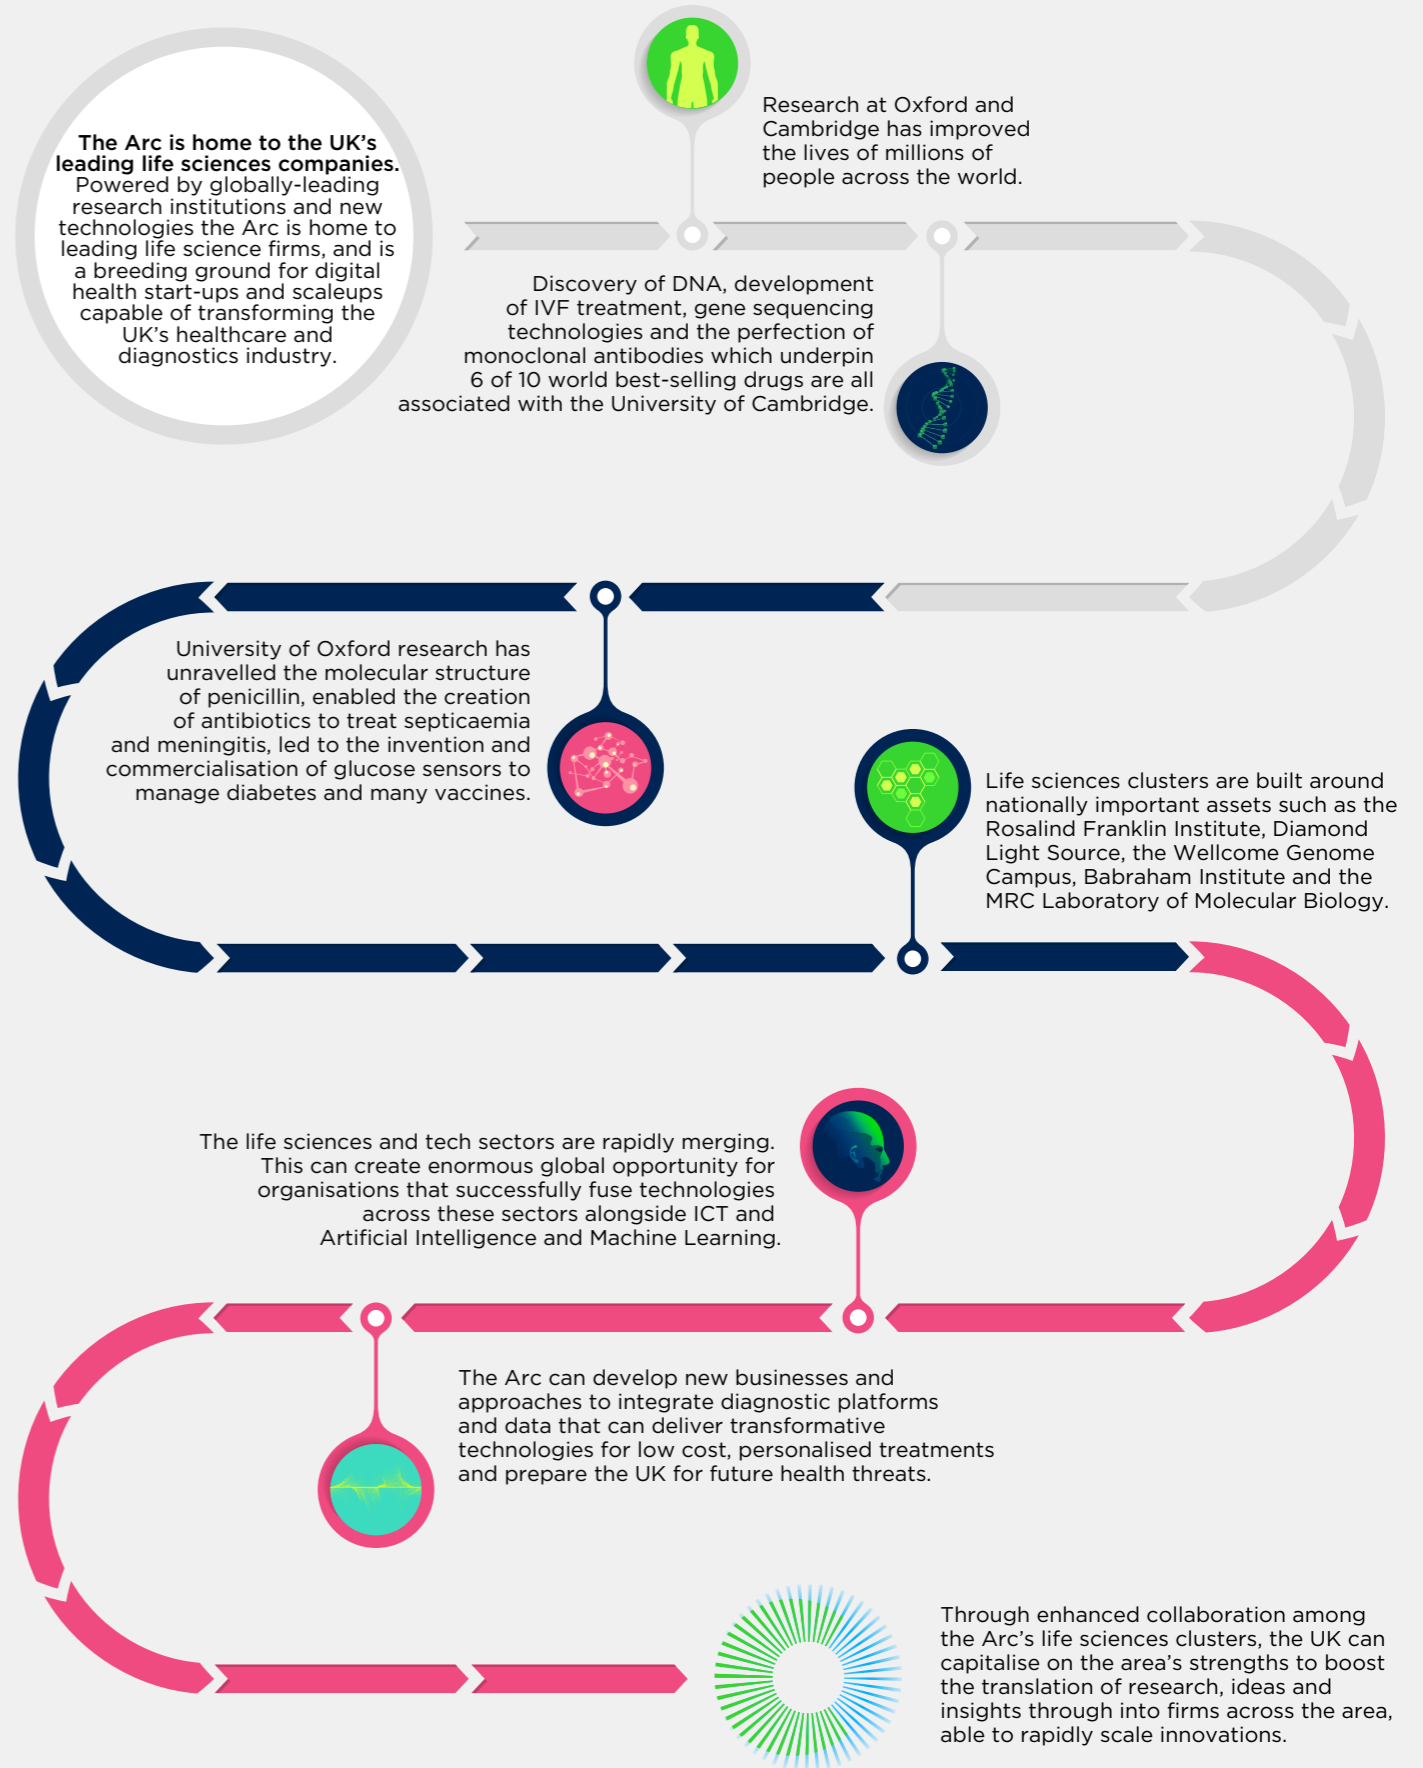 The Arc is home to the UK’s
leading life sciences companies.
Powered by globally-leading
research institutions and new
technologies the Arc is home to
leading life science firms, and is
a breeding ground for digital
health start-ups and scaleups
capable of transforming the
UK’s healthcare and
diagnostics industry.
Research at Oxford and
Cambridge has improved
the lives of millions of
people across the world.
Discovery of DNA, development
of IVF treatment, gene sequencing
technologies and the perfection of
monoclonal antibodies which underpin
6 of 10 world best-selling drugs are all
associated with the University of Cambridge.
University of Oxford research has
unravelled the molecular structure
of penicillin, enabled the creation
of antibiotics to treat septicaemia
and meningitis, led to the invention and
commercialisation of glucose sensors to
manage diabetes and many vaccines.
Life sciences clusters are built around
nationally important assets such as the
Rosalind Franklin Institute, Diamond
Light Source, the Wellcome Genome
Campus, Babraham Institute and the
MRC Laboratory of Molecular Biology.
The life sciences and tech sectors are rapidly merging.
This can create enormous global opportunity for
organisations that successfully fuse technologies
across these sectors alongside ICT and
Artificial Intelligence and Machine Learning.
The Arc can develop new businesses and
approaches to integrate diagnostic platforms
and data that can deliver transformative
technologies for low cost, personalised treatments
and prepare the UK for future health threats.
Through enhanced collaboration among
the Arc’s life sciences clusters, the UK can
capitalise on the area’s strengths to boost
the translation of research, ideas and
insights through into firms across the area,
able to rapidly scale innovations.